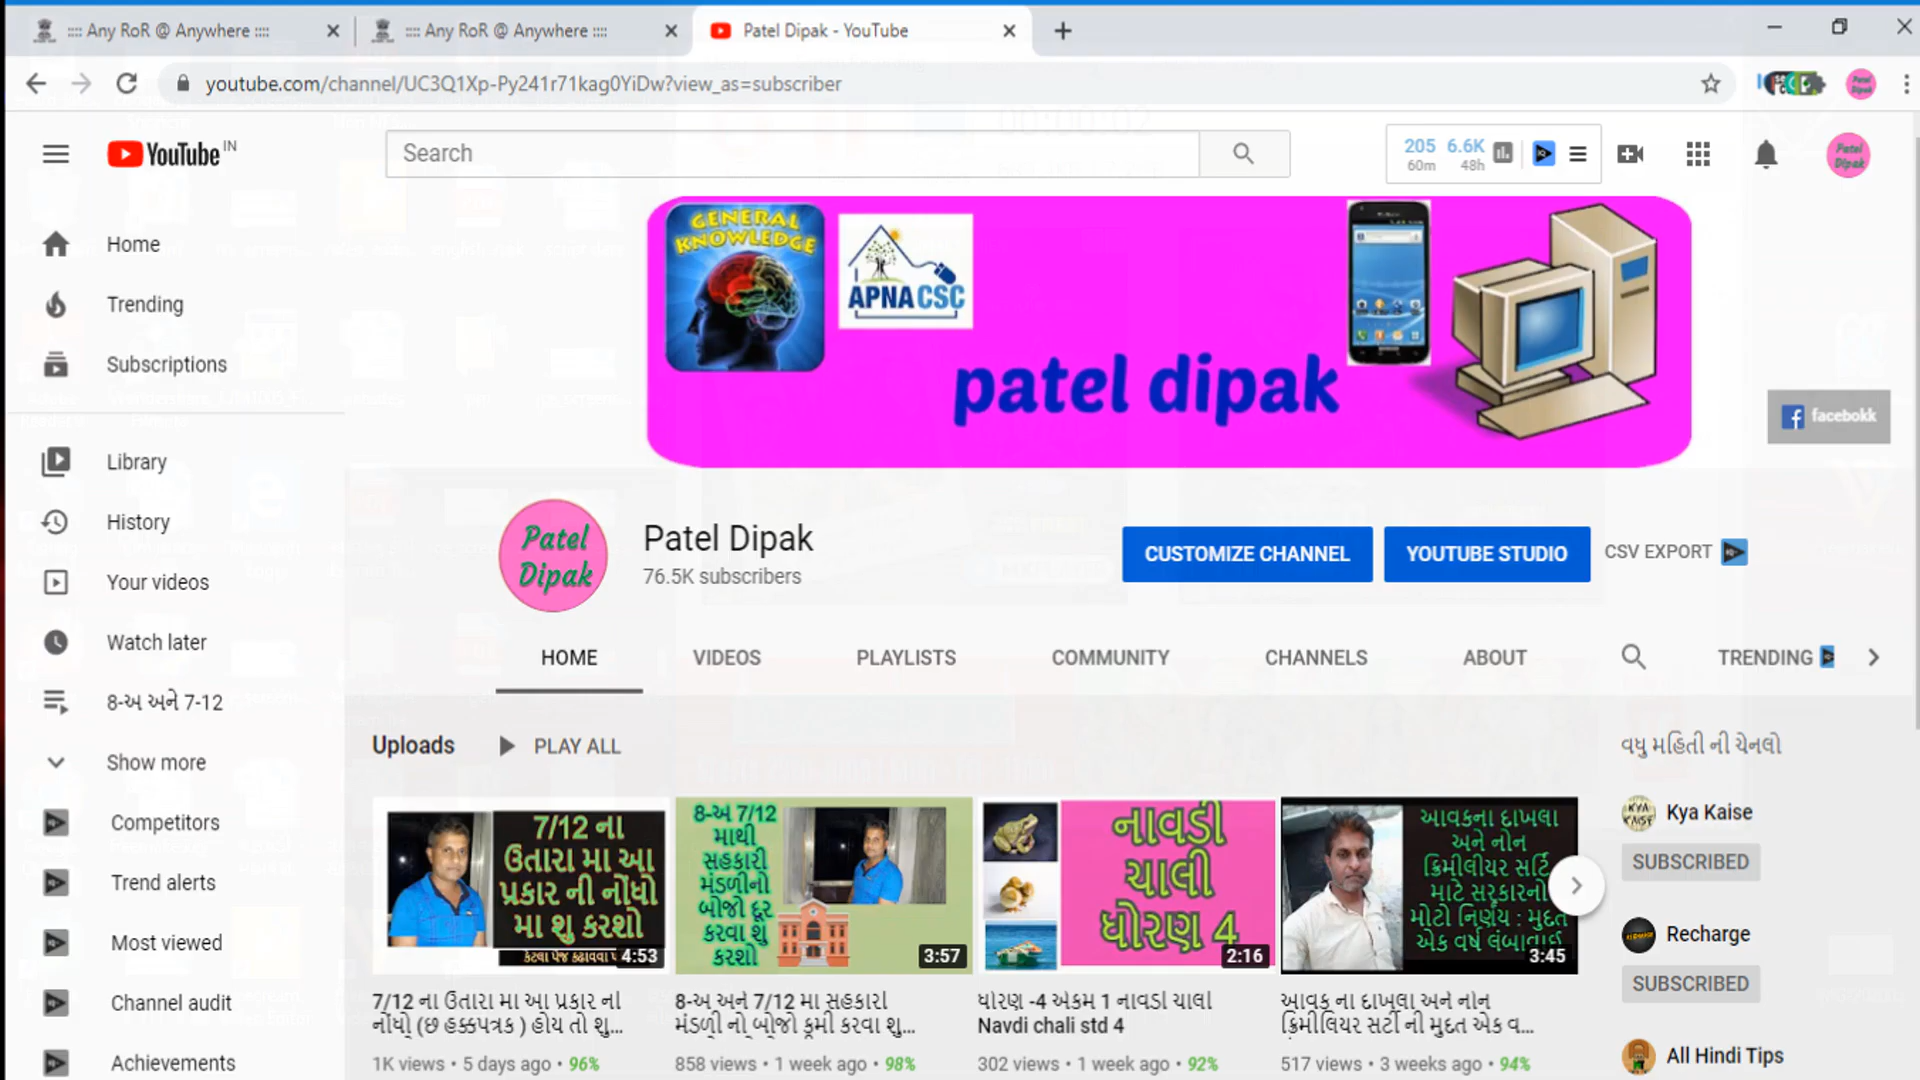 :::: Any RoR @ Anywhere ::::
:::: Any RoR @ Anywhere ::::
Patel Dipak - YouTube
youtube.com/channel/UC3Q1Xp-Py241r71kag0YiDw?view_as=subscriber
YouTube IN
Search
205 6.6K
60m 48h
Patel Dipak
GENERAL KNOWLEDGE
APNA CSC
patel dipak
facebokk
Home
Trending
Subscriptions
Library
History
Your videos
Watch later
8-અ અને 7-12
Show more
Competitors
Trend alerts
Most viewed
Channel audit
Achievements
Patel
Dipak
Patel Dipak
76.5K subscribers
CUSTOMIZE CHANNEL
YOUTUBE STUDIO
CSV EXPORT
HOME VIDEOS PLAYLISTS COMMUNITY CHANNELS ABOUT TRENDING
Uploads PLAY ALL
7/12 ના
ઉતારા મા આ
પ્રકાર ની નોંધો
મા શુ કરશો
4:53
7/12 ના ઉતારા મા આ પ્રકાર ની
નોંધો (છ હક્કપત્રક ) હોય તો શુ...
1K views • 5 days ago • 96%
8-અ 7/12
માથી
સહકારી
મંડળીનો
બોજો દૂર
કરવા શુ
કરશો
3:57
8-અ અને 7/12 મા સહકારી
મંડળી નો બોજો કમી કરવા શુ...
858 views • 1 week ago • 98%
નાવડી
ચાલી
ધોરણ 4
2:16
ધોરણ -4 એકમ 1 નાવડી ચાલી
Navdi chali std 4
302 views • 1 week ago • 92%
આવકના દાખલા
અને નોન
ક્રિમીલીયર સર્ટિ
માટે સરકારનો
મોટો નિર્ણય : મુદત
એક વર્ષ લંબાવાઈ
3:45
આવક ના દાખલા અને નોન
ક્રિમીલિયર સર્ટી ની મુદત એક વ...
517 views • 3 weeks ago • 94%
વધુ મહિતી ની ચેનલો
KYA KAISE
Kya Kaise
SUBSCRIBED
Recharge
SUBSCRIBED
All Hindi Tips